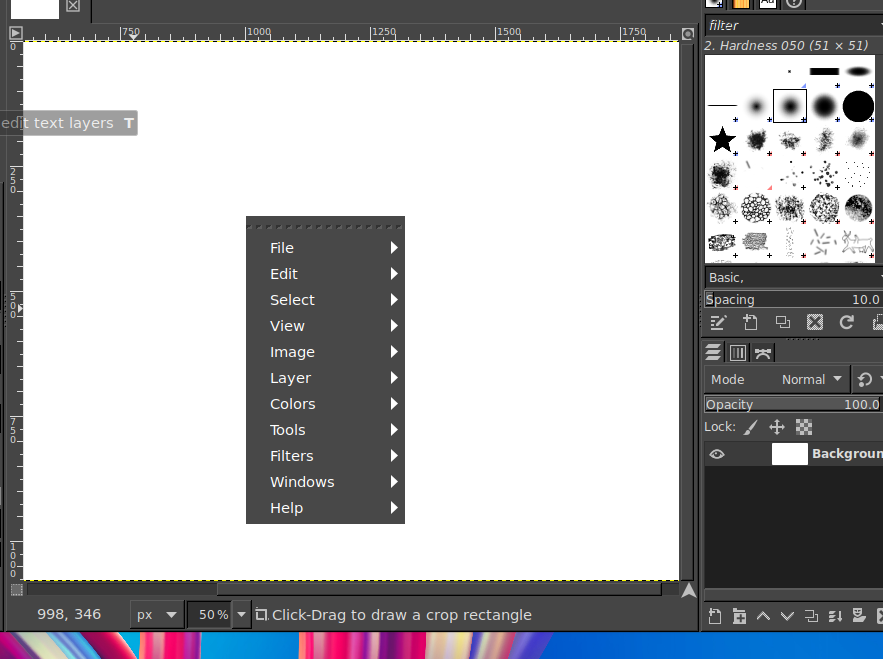 750
1000
1250
1500
1750
0
250
500
750
1000
edit text layers T
File
Edit
Select
View
Image
Layer
Colors
Tools
Filters
Windows
Help
998, 346
px
50 %
Click-Drag to draw a crop rectangle
Aa
filter
2. Hardness 050 (51 × 51)
Basic,
Spacing 10.0
Mode Normal
Opacity 100.0
Lock:
Backgroun